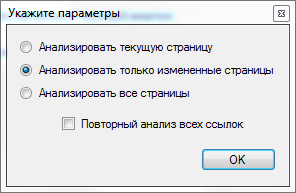 Укажите параметры
Анализировать текущую страницу
Анализировать только измененные страницы
Анализировать все страницы
Повторный анализ всех ссылок
OK